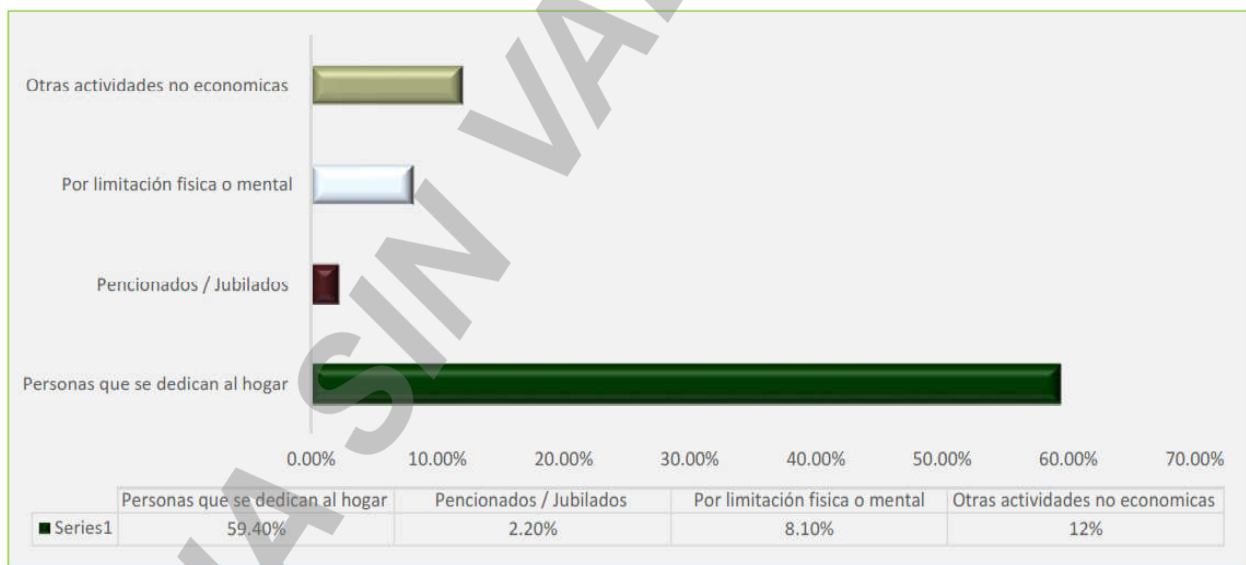 Otras actividades no economicas
Por limitación fisica o mental
Pencionados / Jubilados
Personas que se dedican al hogar
0.00% 10.00% 20.00% 30.00% 40.00% 50.00% 60.00% 70.00%
Personas que se dedican al hogar Pencionados / Jubilados Por limitación fisica o mental Otras actividades no economicas
Series1 59.40% 2.20% 8.10% 12%
SIN